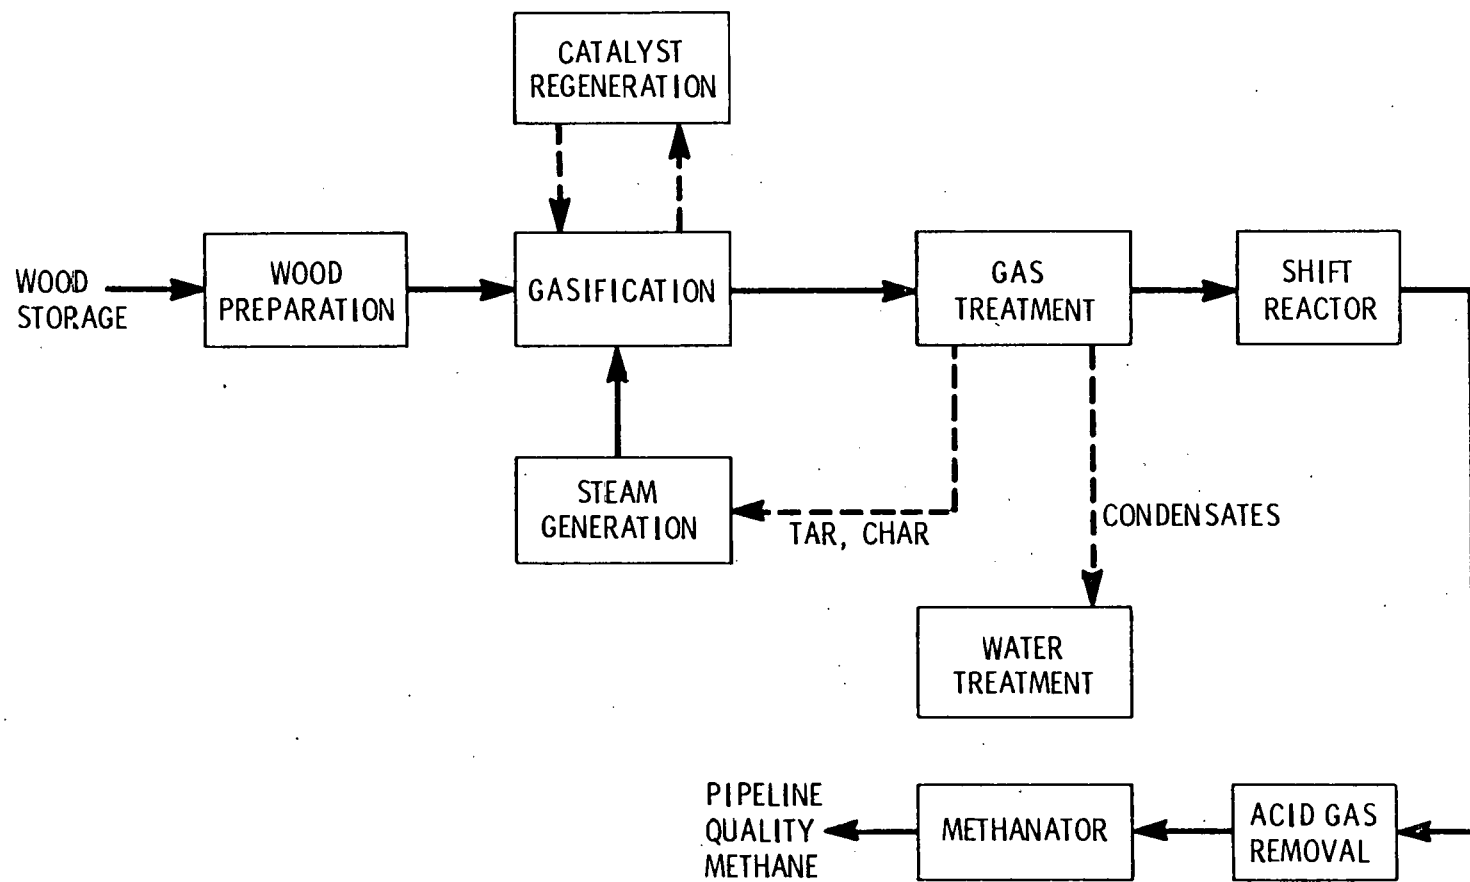 CATALYST
REGENERATION
WOOD
STORAGE
WOOD
PREPARATION
GASIFICATION
GAS
TREATMENT
SHIFT
REACTOR
STEAM
GENERATION
TAR, CHAR
CONDENSATES
WATER
TREATMENT
PIPELINE
QUALITY
METHANE
METHANATOR
ACID GAS
REMOVAL